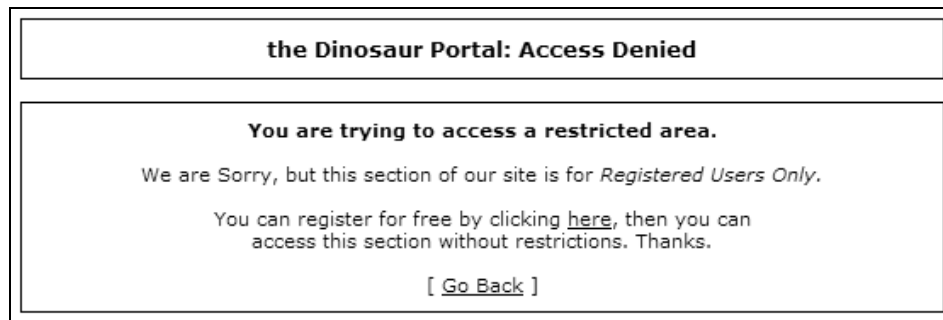 the Dinosaur Portal: Access Denied
You are trying to access a restricted area.
We are Sorry, but this section of our site is for Registered Users Only.
You can register for free by clicking here, then you can
access this section without restrictions. Thanks.
[ Go Back ]